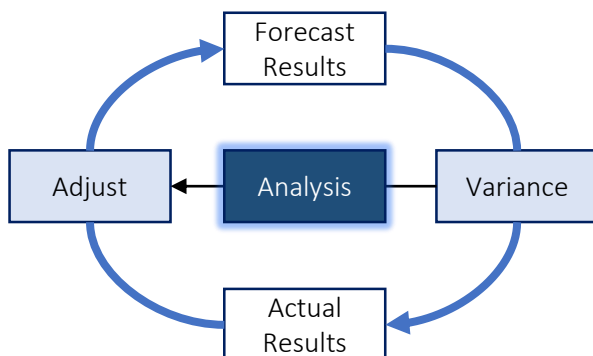 Forecast
Results
Adjust
Analysis
Variance
Actual
Results